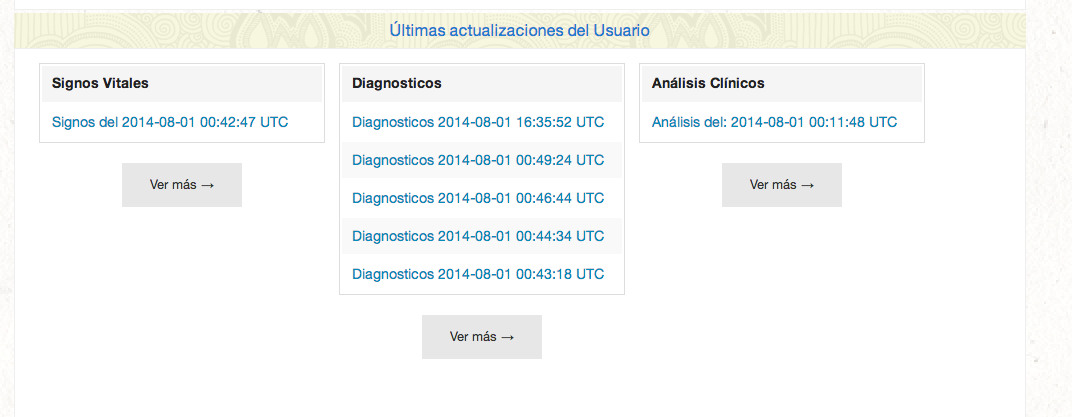 Últimas actualizaciones del Usuario
Signos Vitales
Signos del 2014-08-01 00:42:47 UTC
Ver más →
Diagnosticos
Diagnosticos 2014-08-01 16:35:52 UTC
Diagnosticos 2014-08-01 00:49:24 UTC
Diagnosticos 2014-08-01 00:46:44 UTC
Diagnosticos 2014-08-01 00:44:34 UTC
Diagnosticos 2014-08-01 00:43:18 UTC
Ver más →
Análisis Clínicos
Análisis del: 2014-08-01 00:11:48 UTC
Ver más →